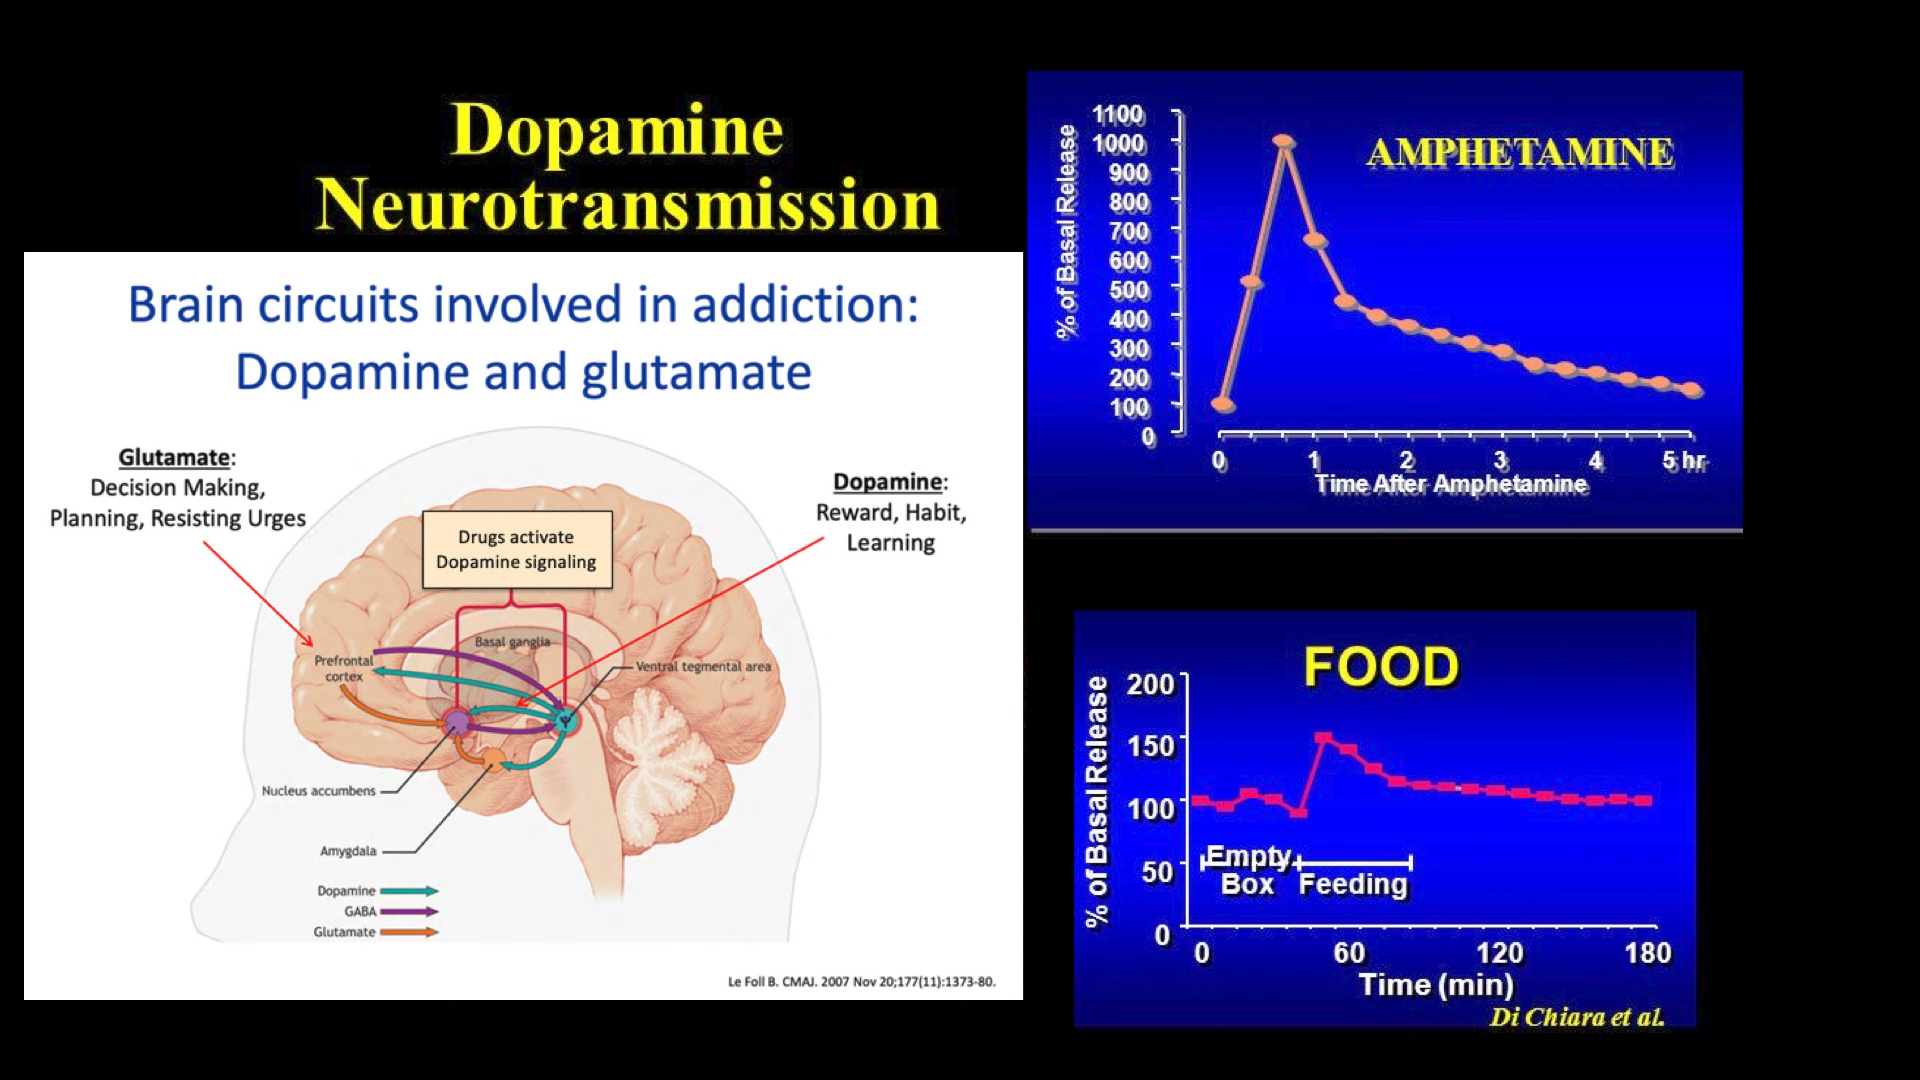 Dopamine
Neurotransmission
Brain circuits involved in addiction:
Dopamine and glutamate
Glutamate:
Decision Making,
Planning, Resisting Urges
Dopamine:
Reward, Habit,
Learning
Drugs activate
Dopamine signaling
Basal ganglia
Prefrontal
cortex
Ventral tegmental area
Nucleus accumbens
Amygdala
Dopamine
GABA
Glutamate
Le Foll B. CMAJ. 2007 Nov 20;177(11):1373-80.
AMPHETAMINE
% of Basal Release
1100
1000
900
800
700
600
500
400
300
200
100
0
0 1 2 3 4 5 hr
Time After Amphetamine
FOOD
% of Basal Release
200
150
100
50
0
Empty
Box Feeding
0 60 120 180
Time (min)
Di Chiara et al.